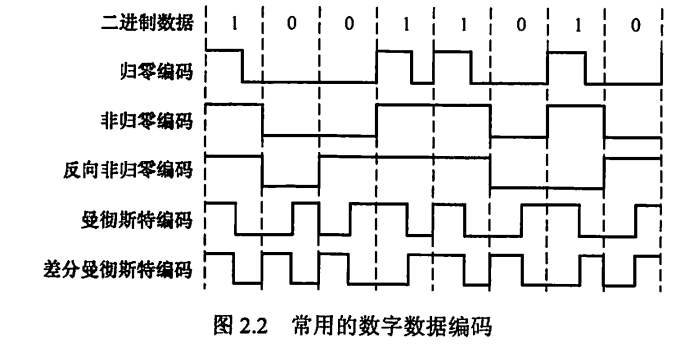 二进制数据 1 0 0 1 1 0 1 0
归零编码
非归零编码
反向非归零编码
曼彻斯特编码
差分曼彻斯特编码
图 2.2 常用的数字数据编码